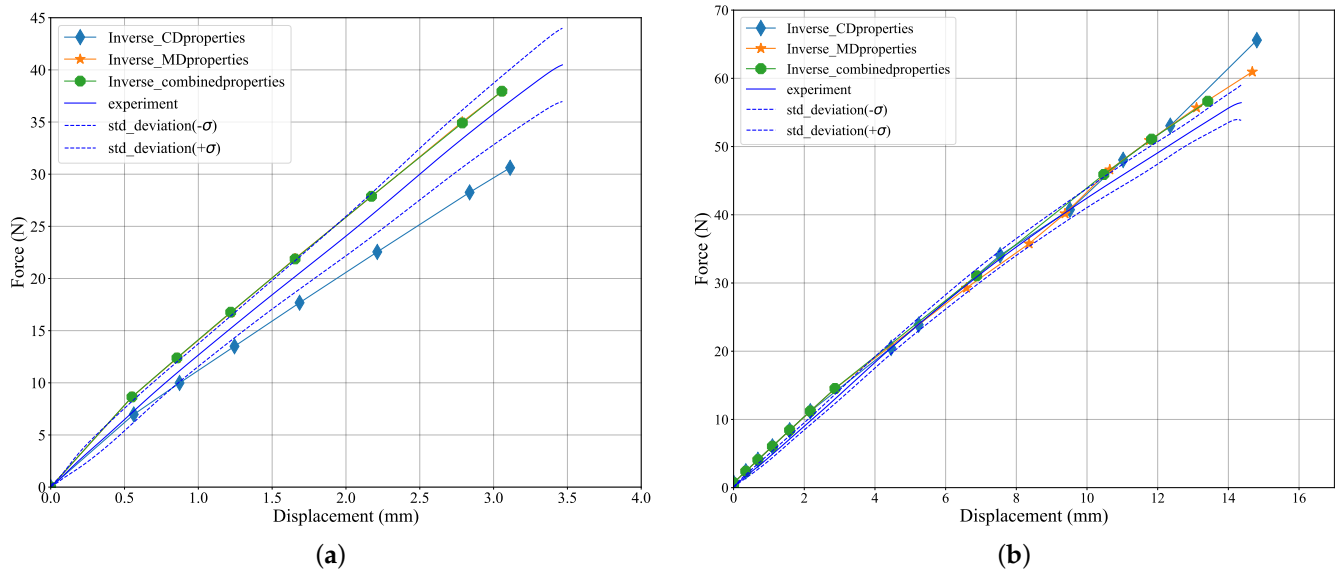 45
40
35
30
25
20
15
10
5
0
Force (N)
Inverse_CDproperties
Inverse_MDproperties
Inverse_combinedproperties
experiment
std_deviation(-σ)
std_deviation(+σ)
0.0 0.5 1.0 1.5 2.0 2.5 3.0 3.5 4.0
Displacement (mm)
(a)
70
60
50
40
30
20
10
0
Force (N)
Inverse_CDproperties
Inverse_MDproperties
Inverse_combinedproperties
experiment
std_deviation(-σ)
std_deviation(+σ)
0 2 4 6 8 10 12 14 16
Displacement (mm)
(b)